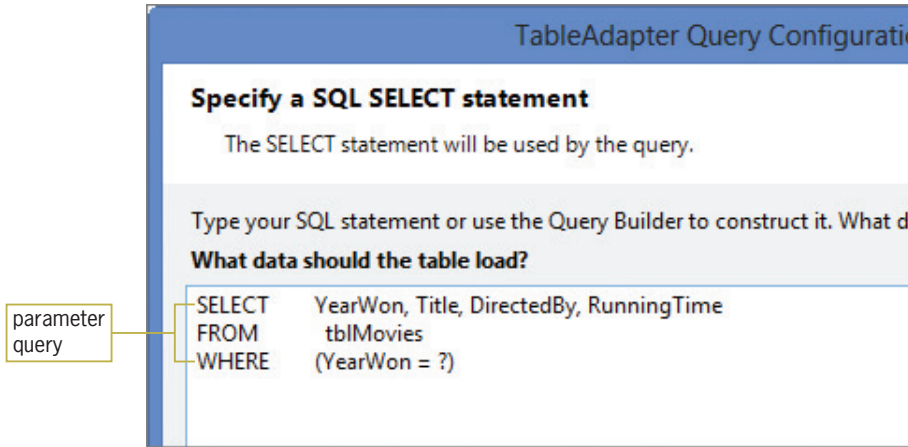 TableAdapter Query
Specify a SQL SELECT statement
The SELECT statement will be used by the query.
Type your SQL statement or use the Query Builder to construct it. What
What data should the table load?
SELECT YearWon, Title, DirectedBy, RunningTime
FROM tblMovies
WHERE (YearWon = ?)
parameter
query